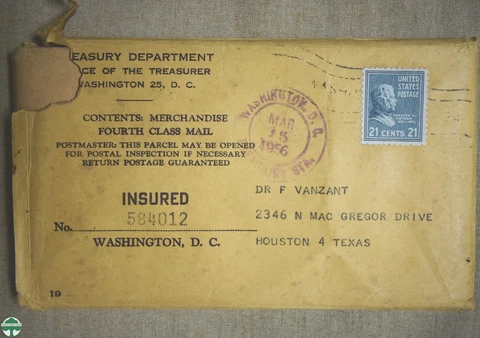 EASURY DEPARTMENT
CE OF THE TREASURER
WASHINGTON 25, D. C.
CONTENTS: MERCHANDISE
FOURTH CLASS MAIL
POSTMASTER: THIS PARCEL MAY BE OPENED
FOR POSTAL INSPECTION IF NECESSARY
RETURN POSTAGE GUARANTEED
INSURED
No. 584012
WASHINGTON, D. C.
19
WASHINGTON, D. C.
MAR
15
1956
STA.
UNITED
STATES
POSTAGE
21 CENTS 21
DR F VANZANT
2346 N MAC GREGOR DRIVE
HOUSTON 4 TEXAS